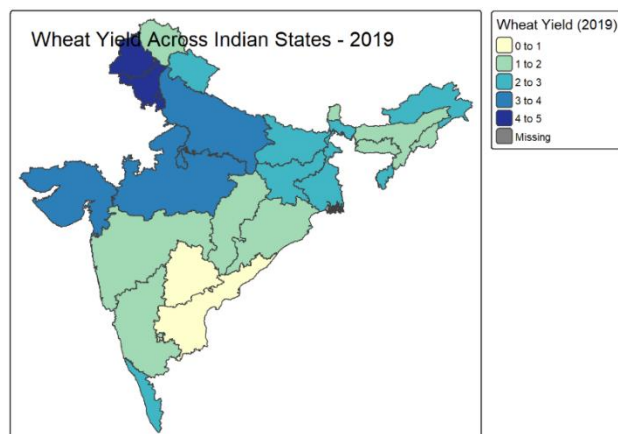 Wheat Yield Across Indian States - 2019
Wheat Yield (2019)
0 to 1
1 to 2
2 to 3
3 to 4
4 to 5
Missing